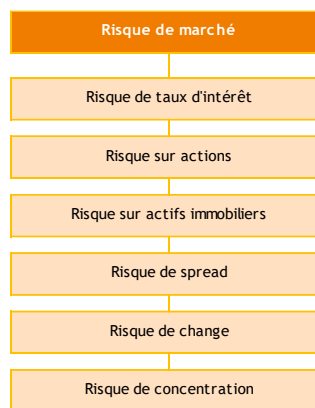 Risque de marché
Risque de taux d'intérêt
Risque sur actions
Risque sur actifs immobiliers
Risque de spread
Risque de change
Risque de concentration